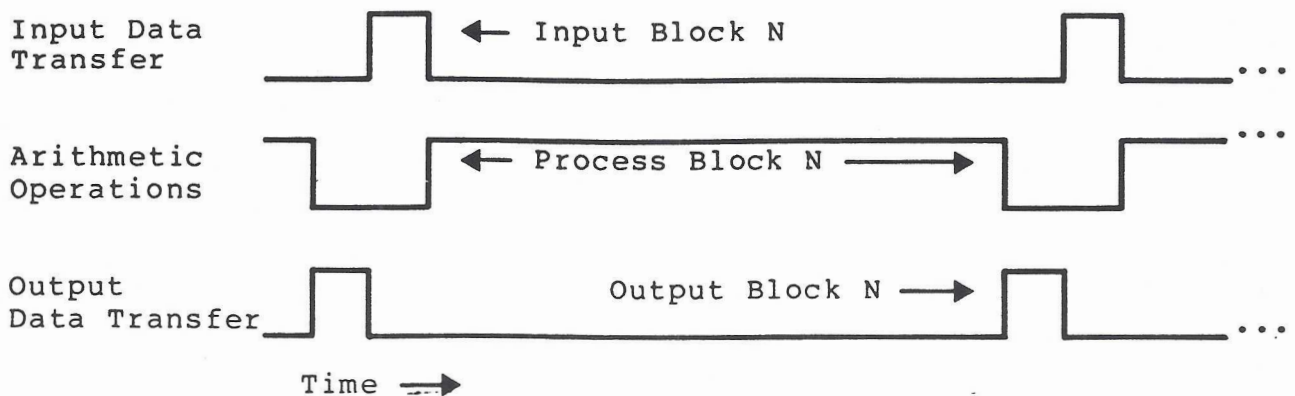 Input Data
Transfer
Input Block N
...
Arithmetic
Operations
Process Block N
...
Output
Data Transfer
Output Block N
...
Time